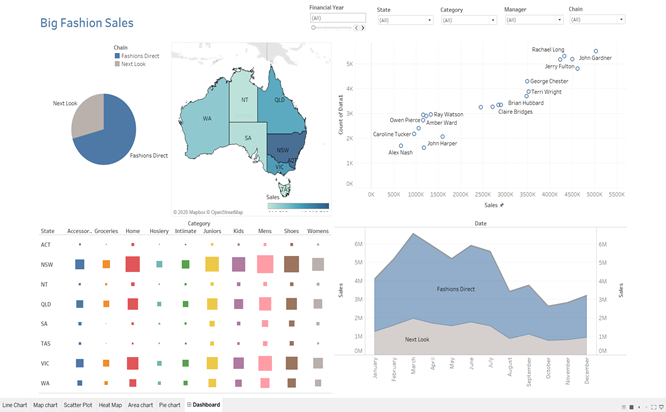 Big Fashion Sales
Financial Year
(All)
State
(All)
Category
(All)
Manager
(All)
Chain
(All)
Chain
Fashions Direct
Next Look
Next Look
Fashions Direct
NT
QLD
WA
SA
NSW
ACT
VIC
TAS
Sales
© 2020 Mapbox © OpenStreetMap
Count of Data1
5K
4K
3K
2K
1K
0K
Rachael Long
John Gardner
Jerry Fulton
George Chester
Terri Wright
Brian Hubbard
Claire Bridges
Ray Watson
Owen Pierce
Amber Ward
Caroline Tucker
John Harper
Alex Nash
0K 500K 1000K 1500K 2000K 2500K 3000K 3500K 4000K 4500K 5000K 5500K
Sales
Category
State Accessor.. Groceries Home Hosiery Intimate Juniors Kids Mens Shoes Womens
ACT
NSW
NT
QLD
SA
TAS
VIC
WA
Date
Sales
6M
5M
4M
3M
2M
1M
0M
Fashions Direct
Next Look
6M
5M
4M
3M
2M
1M
0M
Sales
January February March April May June July August September October November December
Line Chart Map chart Scatter Plot Heat Map Area chart Pie chart Dashboard